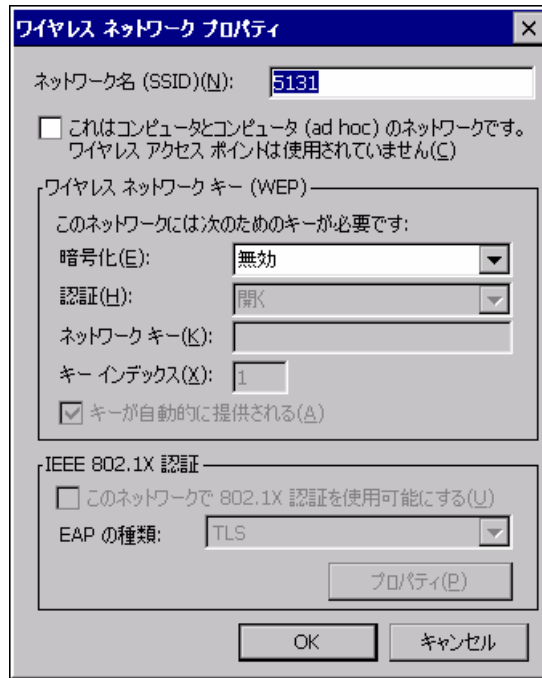 ワイヤレス ネットワーク プロパティ
ネットワーク名 (SSID)(N): 5131
これはコンピュータとコンピュータ (ad hoc) のネットワークです。
ワイヤレス アクセス ポイントは使用されていません(C)
ワイヤレス ネットワーク キー (WEP)
このネットワークには次のためのキーが必要です:
暗号化(E): 無効
認証(H): 開く
ネットワーク キー(K):
キー インデックス(X): 1
キーが自動的に提供される(A)
IEEE 802.1X 認証
このネットワークで 802.1X 認証を使用可能にする(U)
EAP の種類: TLS
プロパティ(P)
OK キャンセル